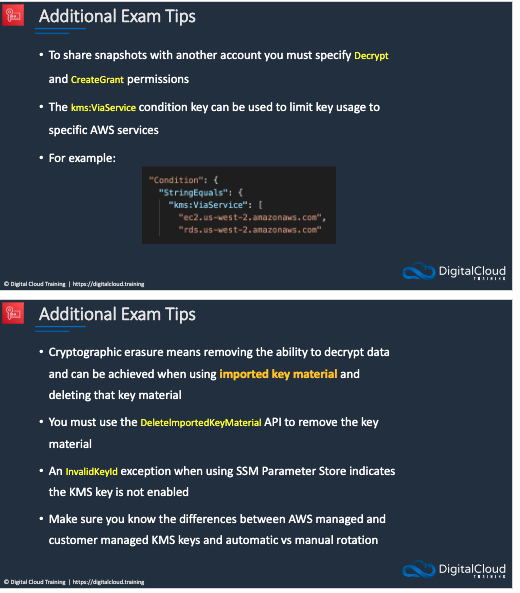 Additional Exam Tips
• To share snapshots with another account you must specify Decrypt
and CreateGrant permissions
• The kms:ViaService condition key can be used to limit key usage to
specific AWS services
• For example:
"Condition": {
"StringEquals": {
"kms:ViaService": [
"ec2.us-west-2.amazonaws.com",
"rds.us-west-2.amazonaws.com"
© Digital Cloud Training | https://digitalcloud.training
DigitalCloud
TRAINING
Additional Exam Tips
• Cryptographic erasure means removing the ability to decrypt data
and can be achieved when using imported key material and
deleting that key material
• You must use the DeleteImportedKeyMaterial API to remove the key
material
• An InvalidKeyId exception when using SSM Parameter Store indicates
the KMS key is not enabled
• Make sure you know the differences between AWS managed and
customer managed KMS keys and automatic vs manual rotation
© Digital Cloud Training | https://digitalcloud.training
DigitalCloud
TRAINING